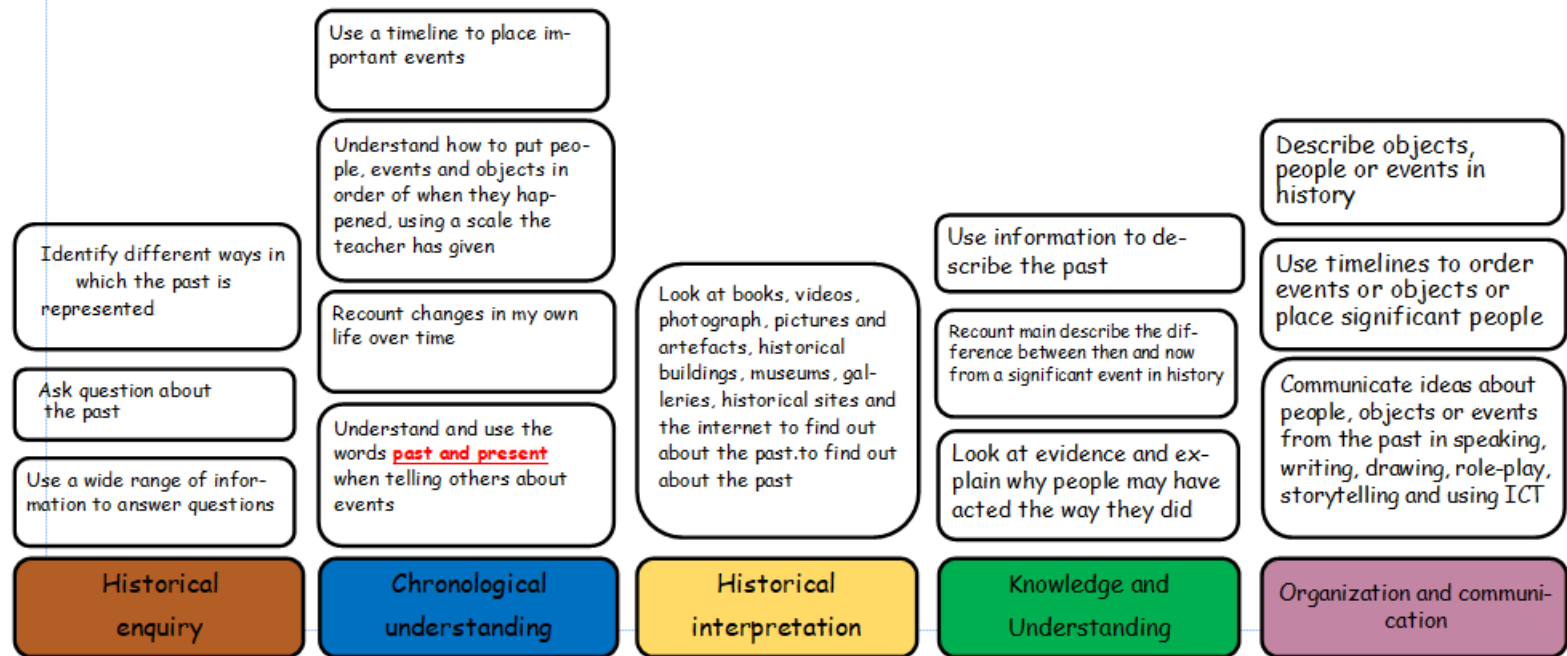 Identify different ways in
which the past is
represented
Ask question about
the past
Use a wide range of infor-
mation to answer questions
Historical
enquiry
Use a timeline to place im-
portant events
Understand how to put peo-
ple, events and objects in
order of when they hap-
pened, using a scale the
teacher has given
Recount changes in my own
life over time
Understand and use the
words past and present
when telling others about
events
Chronological
understanding
Look at books, videos,
photograph, pictures and
artefacts, historical
buildings, museums, gal-
leries, historical sites and
the internet to find out
about the past.to find out
about the past
Historical
interpretation
Use information to de-
scribe the past
Recount main describe the dif-
ference between then and now
from a significant event in history
Look at evidence and ex-
plain why people may have
acted the way they did
Knowledge and
Understanding
Describe objects,
people or events in
history
Use timelines to order
events or objects or
place significant people
Communicate ideas about
people, objects or events
from the past in speaking,
writing, drawing, role-play,
storytelling and using ICT
Organization and communi-
cation